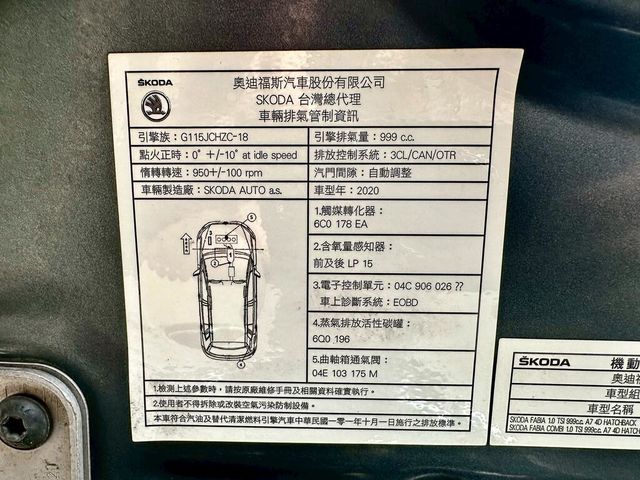 ŠKODA
奧迪福斯汽車股份有限公司
SKODA 台灣總代理
車輛排氣管制資訊
引擎族：G115JCHZC-18
引擎排氣量：999 c.c.
點火正時：0° +/-10° at idle speed
排放控制系統：3CL/CAN/OTR
惰轉轉速：950+/-100 rpm
汽門間隙：自動調整
車輛製造廠：SKODA AUTO a.s.
車型年：2020
1.觸媒轉化器：
6C0 178 EA
2.含氧量感知器：
前及後 LP 15
3.電子控制單元：04C 906 026 ??
車上診斷系統：EOBD
4.蒸氣排放活性碳罐：
6Q0 196
5.曲軸箱通氣閥：
04E 103 175 M
1.檢測上述參數時，請按原廠維修手冊及相關資料確實執行。
2.使用者不得拆除或改裝空氣污染防制設備。
本車符合汽油及替代清潔燃料引擎汽車中華民國一○一年十月一日施行之排放標準。
ŠKODA
機動
奧迪福
車型組
車型名稱
SKODA FABIA 1.0 TSI 999c.c. A7 4D HATCHBACK
SKODA FABIA COMBI 1.0 TSI 999c.c. A7 4D HATCHBA